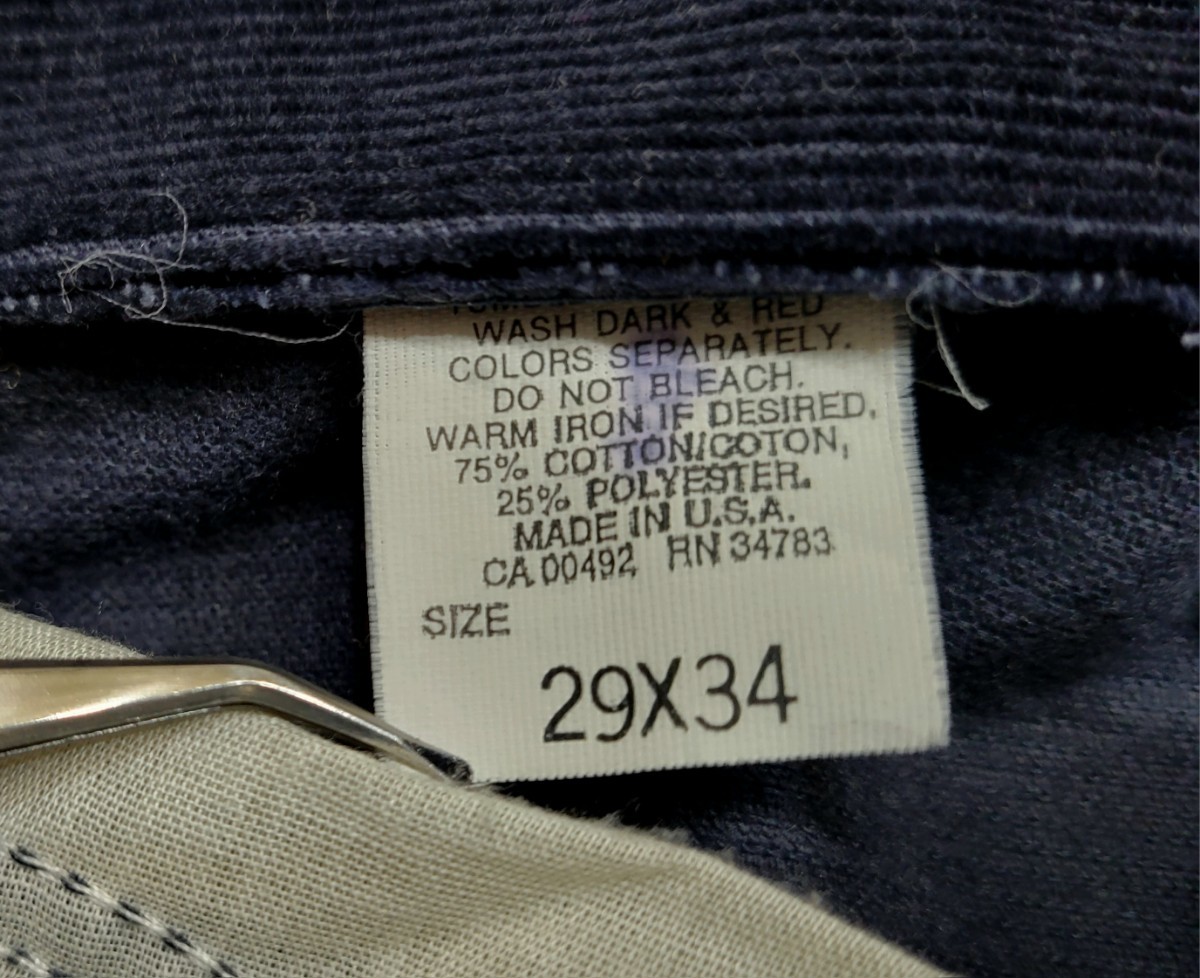 WASH DARK & RED
COLORS SEPARATELY.
DO NOT BLEACH.
WARM IRON IF DESIRED.
75% COTTON/COTON,
25% POLYESTER.
MADE IN U.S.A.
CA 00492 RN 34783
SIZE
29X34